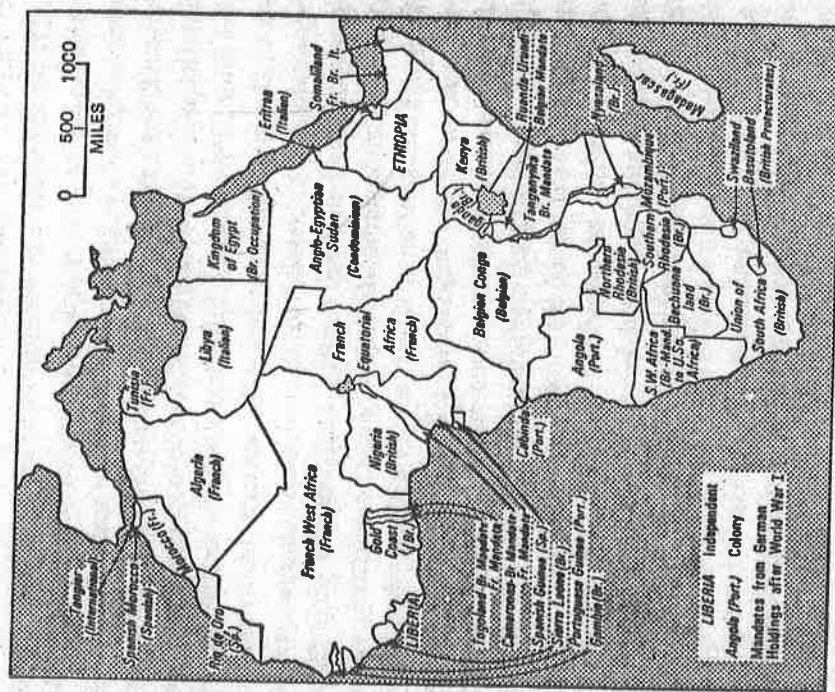 0 500 1000
MILES
Tangier
(International)
Spanish Morocco
(Spanish)
Morocco (Fr.)
Rio de Oro
(Sp.)
Algeria
(French)
Tunisia
(Fr.)
Libya
(Italian)
Kingdom
of Egypt
(Br. Occupation)
Eritrea
(Italian)
Somaliland
Fr. Br. It.
French West Africa
(French)
Anglo-Egyptian
Sudan
(Condominium)
ETHIOPIA
French
Equatorial
Africa
(French)
Nigeria
(British)
Gold
Coast
(Br.)
LIBERIA
Togoland-Br. Mandate
Fr. Mandate
Cameroons-Br. Mandate
Fr. Mandate
Spanish Guinea (Sp.)
Sierra Leone (Br.)
Portuguese Guinea (Port.)
Gambia (Br.)
Uganda
(Br.)
Kenya
(British)
Ruanda-Urundi
Belgian Mandate
Belgian Congo
(Belgian)
Tanganyika
Br. Mandate
Cabinda
(Port.)
Angola
(Port.)
Northern
Rhodesia
(British)
Nyasaland
(Br.)
Mozambique
(Port.)
Southern
Rhodesia
(Br.)
Madagascar
(Fr.)
S.W. Africa
(Br.-Mand.
to U.So.
Africa)
Bechuana
land
(Br.)
Union of
South Africa
(British)
Swaziland
Basutoland
(British Protectorates)
LIBERIA Independent
Angola (Port.) Colony
Mandates from German
Holdings after World War I